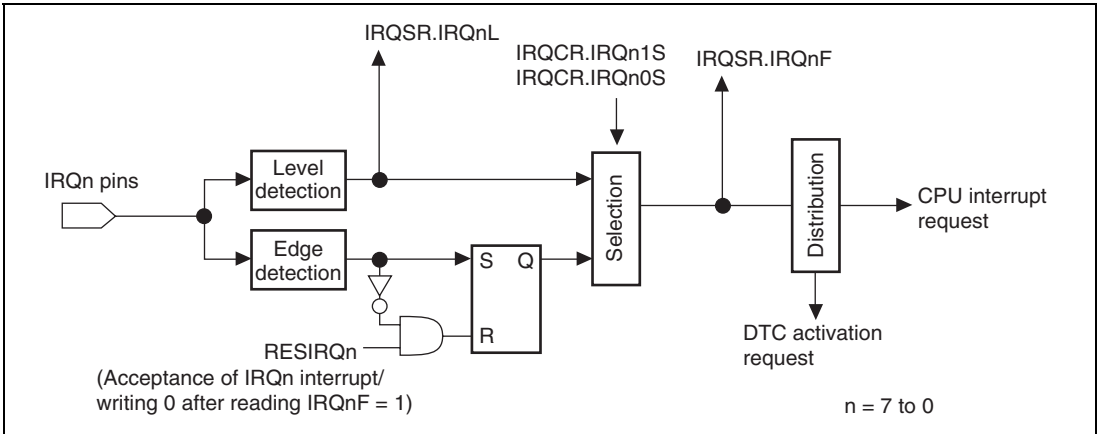 IRQSR.IRQnL
IRQCR.IRQn1S
IRQCR.IRQn0S
IRQSR.IRQnF
IRQn pins
Level
detection
Edge
detection
S Q
R
Selection
Distribution
CPU interrupt
request
DTC activation
request
RESIRQn
(Acceptance of IRQn interrupt/
writing 0 after reading IRQnF = 1)
n = 7 to 0